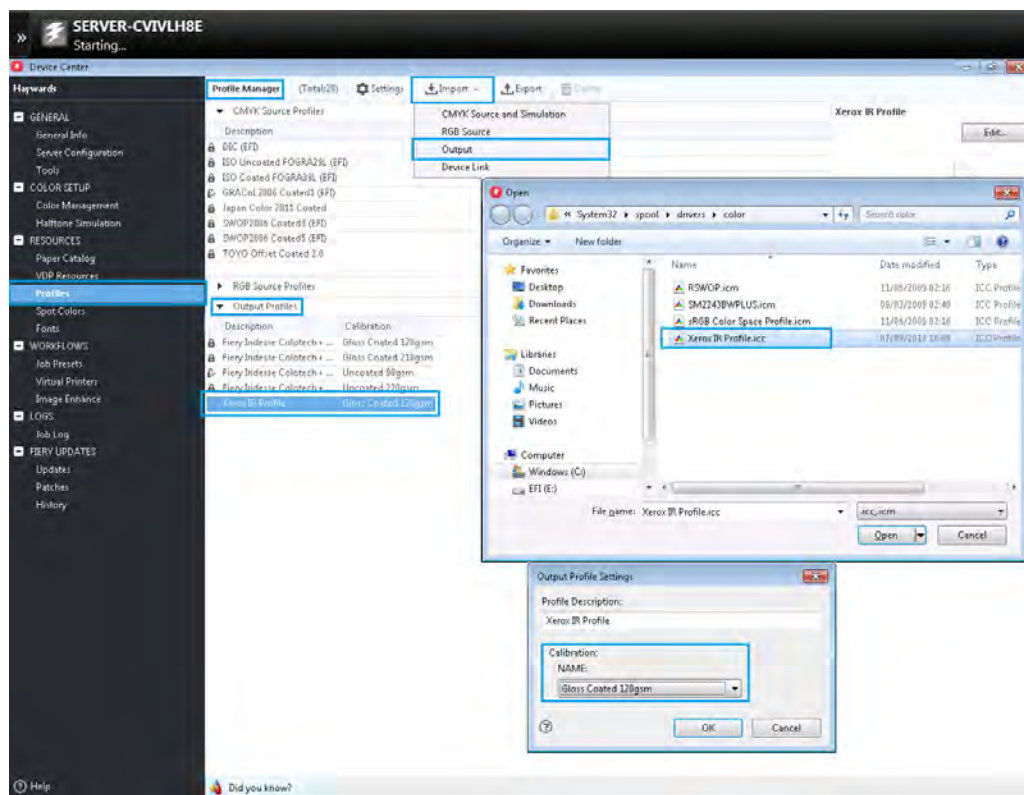 »
SERVER-CVIVLH8E
Starting...
Device Center
Haywards
GENERAL
General Info
Server Configuration
Tools
COLOR SETUP
Color Management
Halftone Simulation
RESOURCES
Paper Catalog
VDP Resources
Profiles
Spot Colors
Fonts
WORKFLOWS
Job Presets
Virtual Printers
Image Enhance
LOGS
Job Log
FIERY UPDATES
Updates
Patches
History
Help
Profile Manager (Total:28) Settings Import Export Delete
CMYK Source Profiles
Description
DIC (EFI)
ISO Uncoated FOGRA29L (EFI)
ISO Coated FOGRA39L (EFI)
GRACoL2006 Coated1 (EFI)
Japan Color 2011 Coated
SWOP2006 Coated3 (EFI)
SWOP2006 Coated5 (EFI)
TOYO Offset Coated 2.0
RGB Source Profiles
Output Profiles
Description Calibration
Fiery Iridesse Colotech+ ... Gloss Coated 120gsm
Fiery Iridesse Colotech+ ... Gloss Coated 210gsm
Fiery Iridesse Colotech+ ... Uncoated 90gsm
Fiery Iridesse Colotech+ ... Uncoated 220gsm
Xerox IR Profile Gloss Coated 120gsm
CMYK Source and Simulation
RGB Source
Output
Device Link
Xerox IR Profile
Edit...
Open
« System32 ▸ spool ▸ drivers ▸ color Search color
Organize New folder
Favorites
Desktop
Downloads
Recent Places
Libraries
Documents
Music
Pictures
Videos
Computer
Windows (C:)
EFI (E:)
Name Date modified Type
RSWOP.icm 11/06/2009 02:16 ICC Profile
SM2243BWPLUS.icm 02:40 ICC Profile
sRGB Color Space Profile.icm 11/06/2009 02:16 ICC Profile
Xerox IR Profile.icc ICC Profile
File name: Xerox IR Profile.icc .icc,.icm
Open Cancel
Output Profile Settings
Profile Description:
Xerox IR Profile
Calibration:
NAME:
Gloss Coated 120gsm
OK Cancel
Did you know?